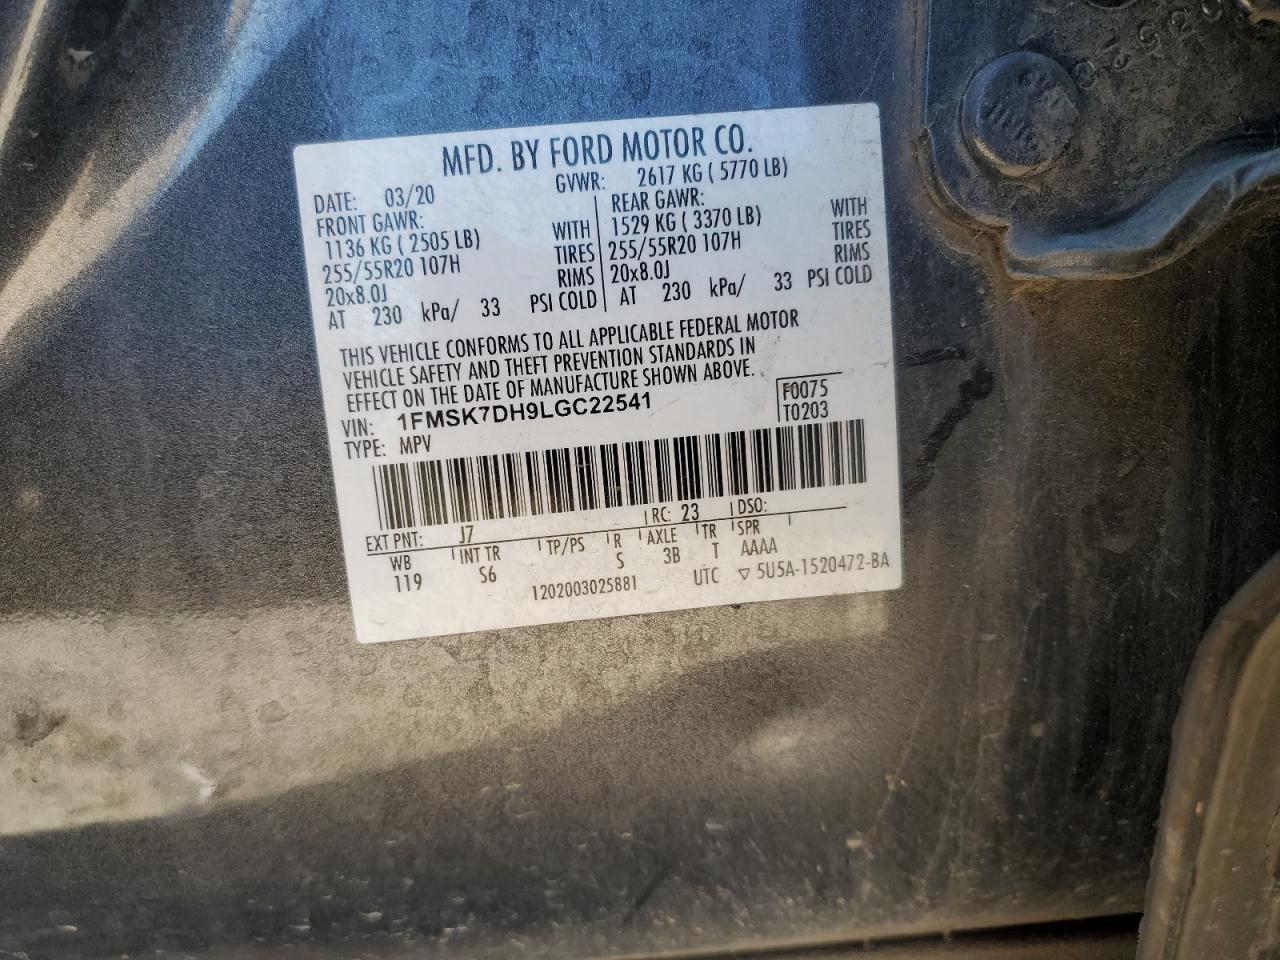 MFD. BY FORD MOTOR CO.
DATE: 03/20 GVWR: 2617 KG ( 5770 LB)
FRONT GAWR: REAR GAWR:
1136 KG ( 2505 LB) WITH 1529 KG ( 3370 LB) WITH
255/55R20 107H TIRES 255/55R20 107H TIRES
20x8.0J RIMS 20x8.0J RIMS
AT 230 kPa/ 33 PSI COLD AT 230 kPa/ 33 PSI COLD
THIS VEHICLE CONFORMS TO ALL APPLICABLE FEDERAL MOTOR
VEHICLE SAFETY AND THEFT PREVENTION STANDARDS IN
EFFECT ON THE DATE OF MANUFACTURE SHOWN ABOVE.
VIN: 1FMSK7DH9LGC22541 F0075
TYPE: MPV T0203
EXT PNT: J7 RC: 23 DSO:
WB INT TR TP/PS R AXLE TR SPR
119 S6 S 3B T AAAA
1202003025881 UTC ▽ 5U5A-1520472-BA